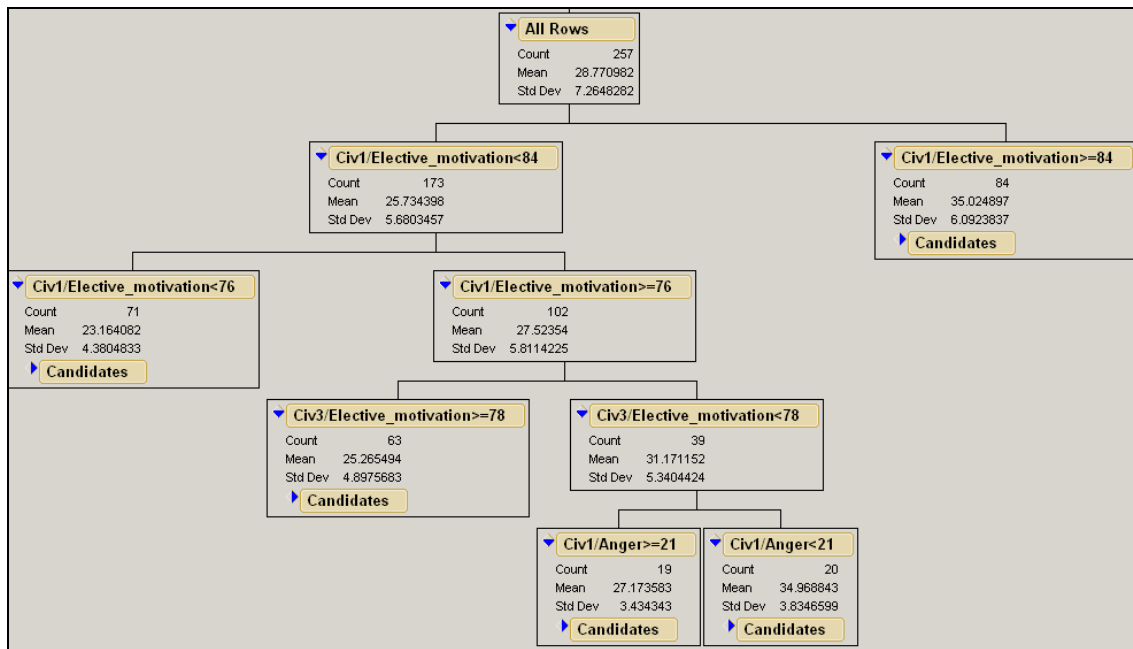 All Rows
Count 257
Mean 28.770982
Std Dev 7.2648282
Civ1/Elective_motivation<84
Count 173
Mean 25.734398
Std Dev 5.6803457
Civ1/Elective_motivation>=84
Count 84
Mean 35.024897
Std Dev 6.0923837
Candidates
Civ1/Elective_motivation<76
Count 71
Mean 23.164082
Std Dev 4.3804833
Candidates
Civ1/Elective_motivation>=76
Count 102
Mean 27.52354
Std Dev 5.8114225
Civ3/Elective_motivation>=78
Count 63
Mean 25.265494
Std Dev 4.8975683
Candidates
Civ3/Elective_motivation<78
Count 39
Mean 31.171152
Std Dev 5.3404424
Civ1/Anger>=21
Count 19
Mean 27.173583
Std Dev 3.434343
Candidates
Civ1/Anger<21
Count 20
Mean 34.968843
Std Dev 3.8346599
Candidates